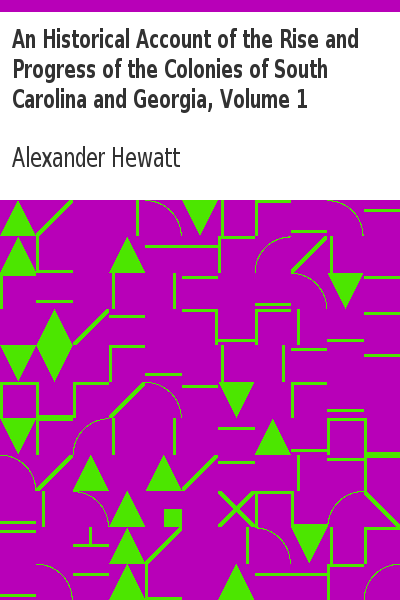 An Historical Account of the Rise and
Progress of the Colonies of South
Carolina and Georgia, Volume 1
Alexander Hewatt